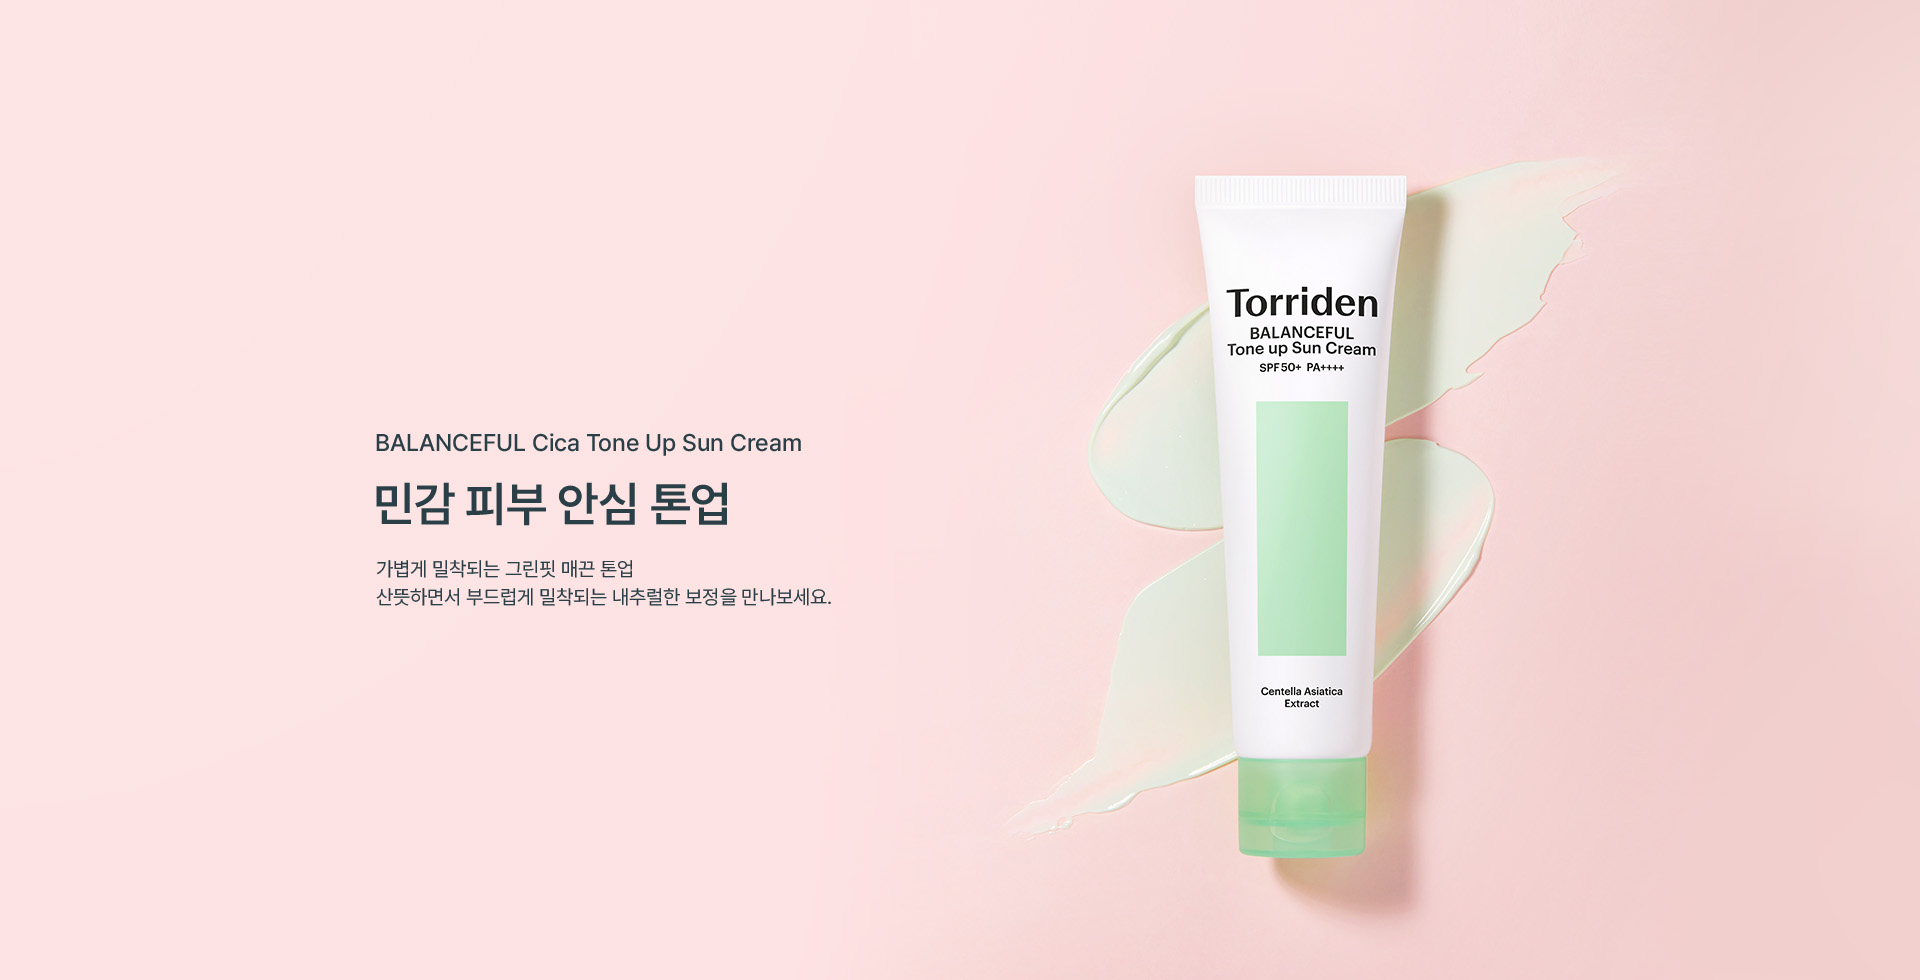 BALANCEFUL Cica Tone Up Sun Cream
민감 피부 안심 톤업
가볍게 밀착되는 그린핏 매끈 톤업
산뜻하면서 부드럽게 밀착되는 내추럴한 보정을 만나보세요.
Torriden
BALANCEFUL
Tone up Sun Cream
SPF50+ PA++++
Centella Asiatica
Extract